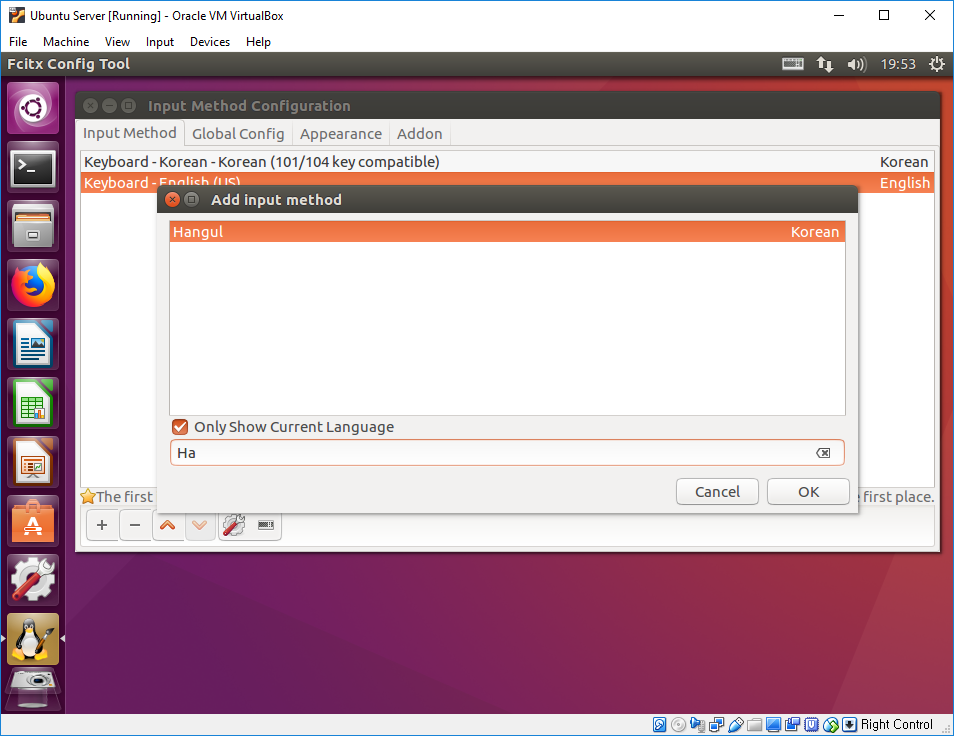 Ubuntu Server [Running] - Oracle VM VirtualBox
File Machine View Input Devices Help
Fcitx Config Tool 19:53
Input Method Configuration
Input Method Global Config Appearance Addon
Keyboard - Korean - Korean (101/104 key compatible) Korean
Keyboard - English (US) English
Add input method
Hangul Korean
Only Show Current Language
Ha
Cancel OK
The first first place.
Right Control